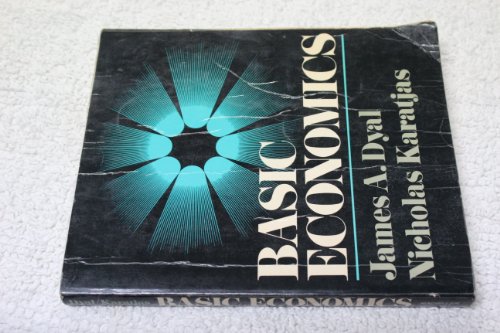 BASIC
ECONOMICS
James A. Dyal
Nicholas Karatjas
BASIC ECONOMICS